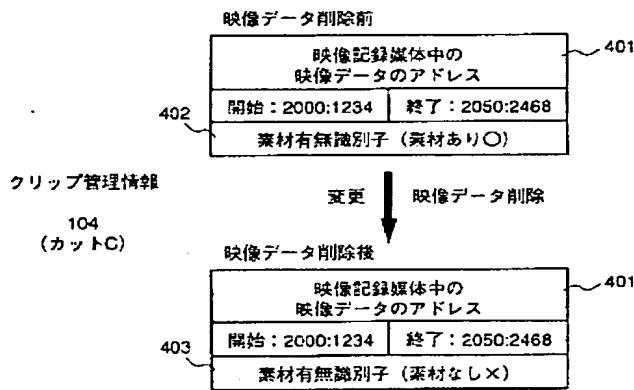 映像データ削除前
映像記録媒体中の
映像データのアドレス
401
開始：2000:1234
終了：2050:2468
402
素材有無識別子（素材あり○）
クリップ管理情報
104
（カットC）
変更
映像データ削除
映像データ削除後
映像記録媒体中の
映像データのアドレス
401
開始：2000:1234
終了：2050:2468
403
素材有無識別子（素材なし×）